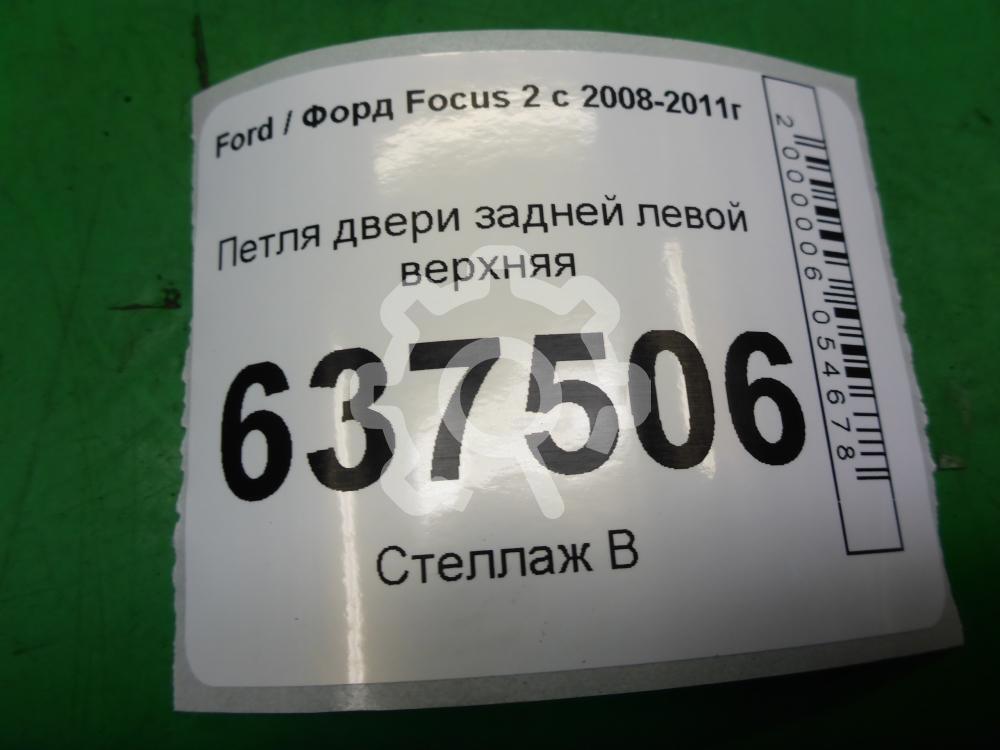 Ford / Форд Focus 2 с 2008-2011г
Петля двери задней левой
верхняя
637506
Стеллаж В
2000006054678